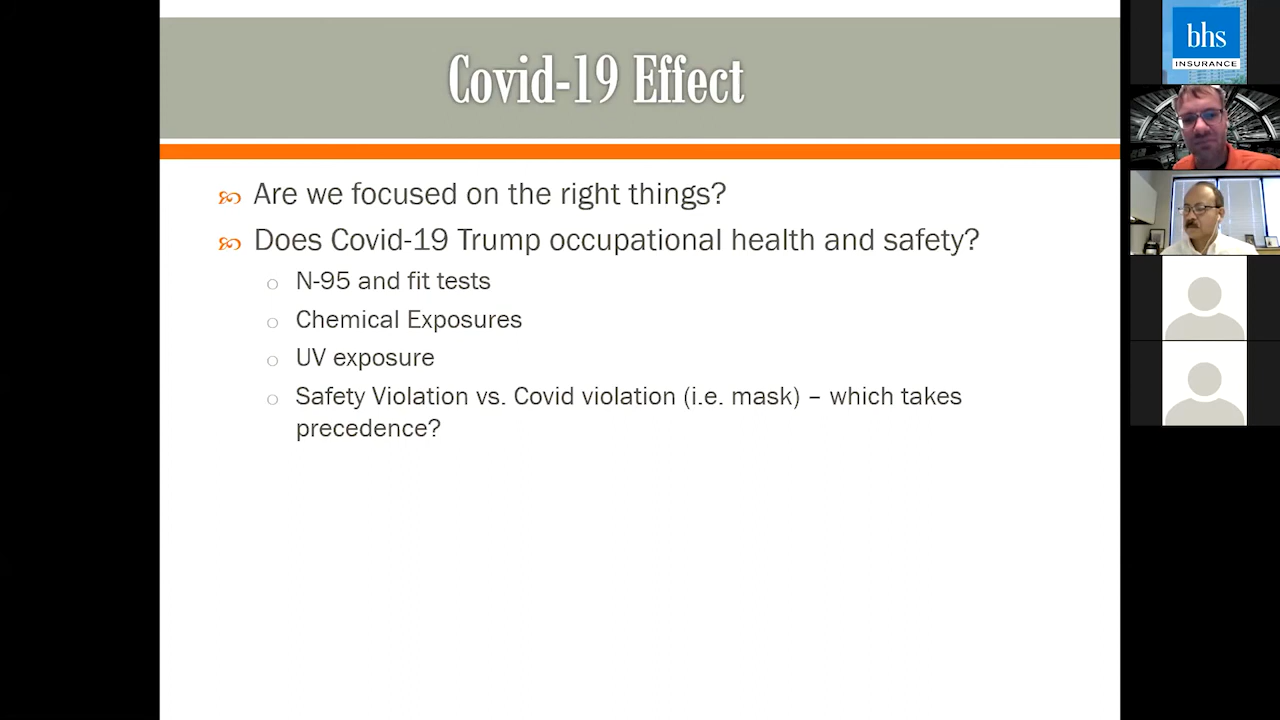 Covid-19 Effect
Are we focused on the right things?
Does Covid-19 Trump occupational health and safety?
N-95 and fit tests
Chemical Exposures
UV exposure
Safety Violation vs. Covid violation (i.e. mask) – which takes
precedence?
bhs
INSURANCE